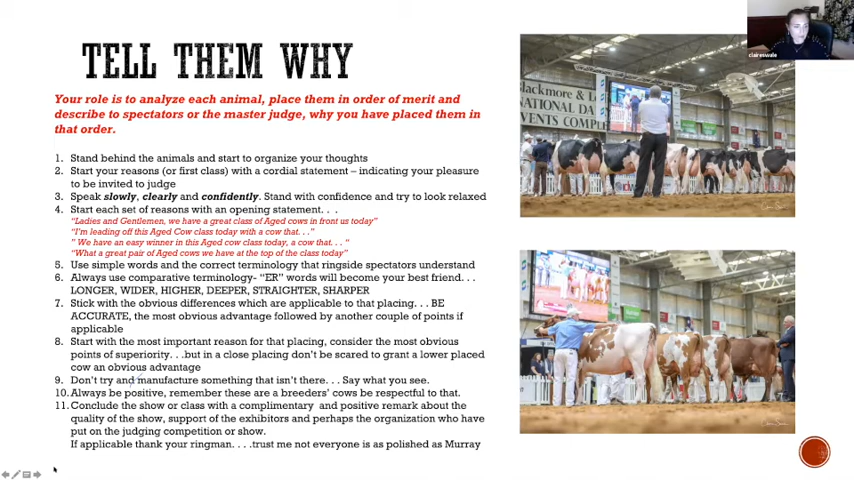 TELL THEM WHY
Your role is to analyze each animal, place them in order of merit and
describe to spectators or the master judge, why you have placed them in
that order.
1. Stand behind the animals and start to organize your thoughts
2. Start your reasons (or first class) with a cordial statement – indicating your pleasure
to be invited to judge
3. Speak slowly, clearly and confidently. Stand with confidence and try to look relaxed
4. Start each set of reasons with an opening statement. . .
"Ladies and Gentlemen, we have a great class of Aged cows in front us today"
"I'm leading off this Aged Cow class today with a cow that. . ."
" We have an easy winner in this Aged cow class today, a cow that. . . "
"What a great pair of Aged cows we have at the top of the class today"
5. Use simple words and the correct terminology that ringside spectators understand
6. Always use comparative terminology- "ER" words will become your best friend. . .
LONGER, WIDER, HIGHER, DEEPER, STRAIGHTER, SHARPER
7. Stick with the obvious differences which are applicable to that placing. . . BE
ACCURATE, the most obvious advantage followed by another couple of points if
applicable
8. Start with the most important reason for that placing, consider the most obvious
points of superiority. . .but in a close placing don't be scared to grant a lower placed
cow an obvious advantage
9. Don't try and manufacture something that isn't there. . . Say what you see.
10. Always be positive, remember these are a breeders' cows be respectful to that.
11. Conclude the show or class with a complimentary and positive remark about the
quality of the show, support of the exhibitors and perhaps the organization who have
put on the judging competition or show.
If applicable thank your ringman. . . .trust me not everyone is as polished as Murray
lackmore & L
NATIONAL DA
EVENTS COMPL
claireswale